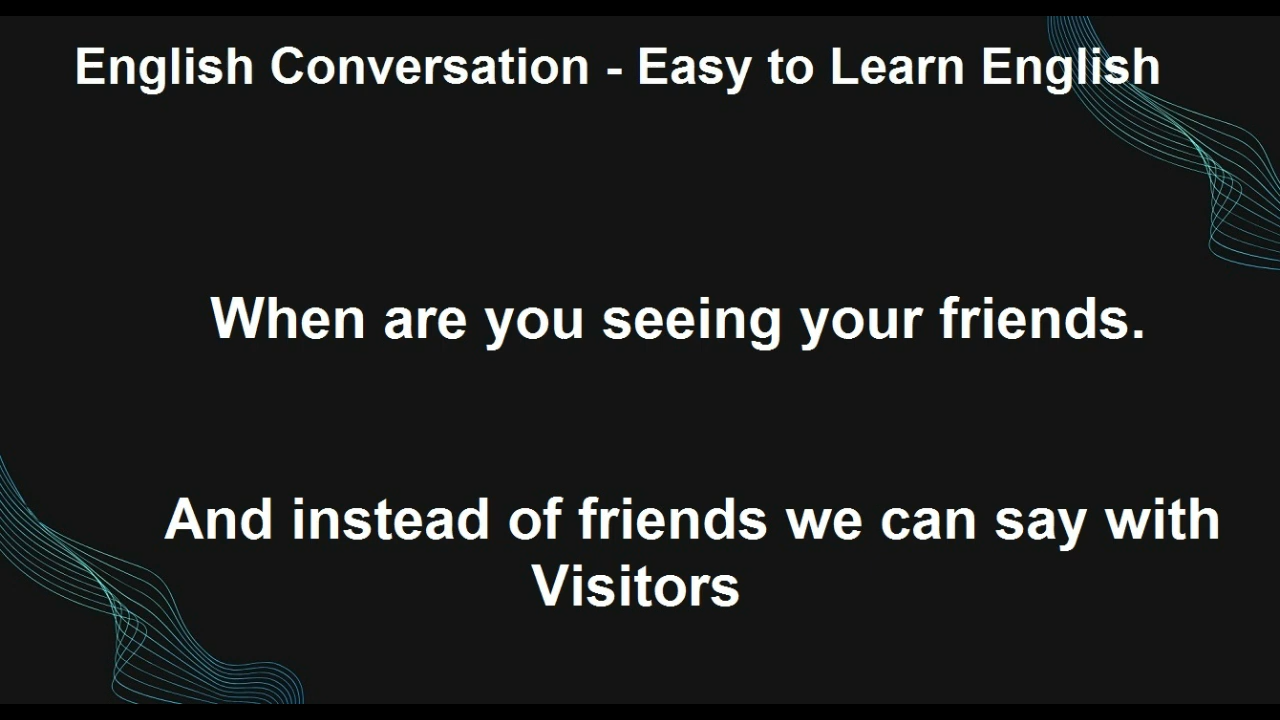 English Conversation - Easy to Learn English
When are you seeing your friends.
And instead of friends we can say with
Visitors